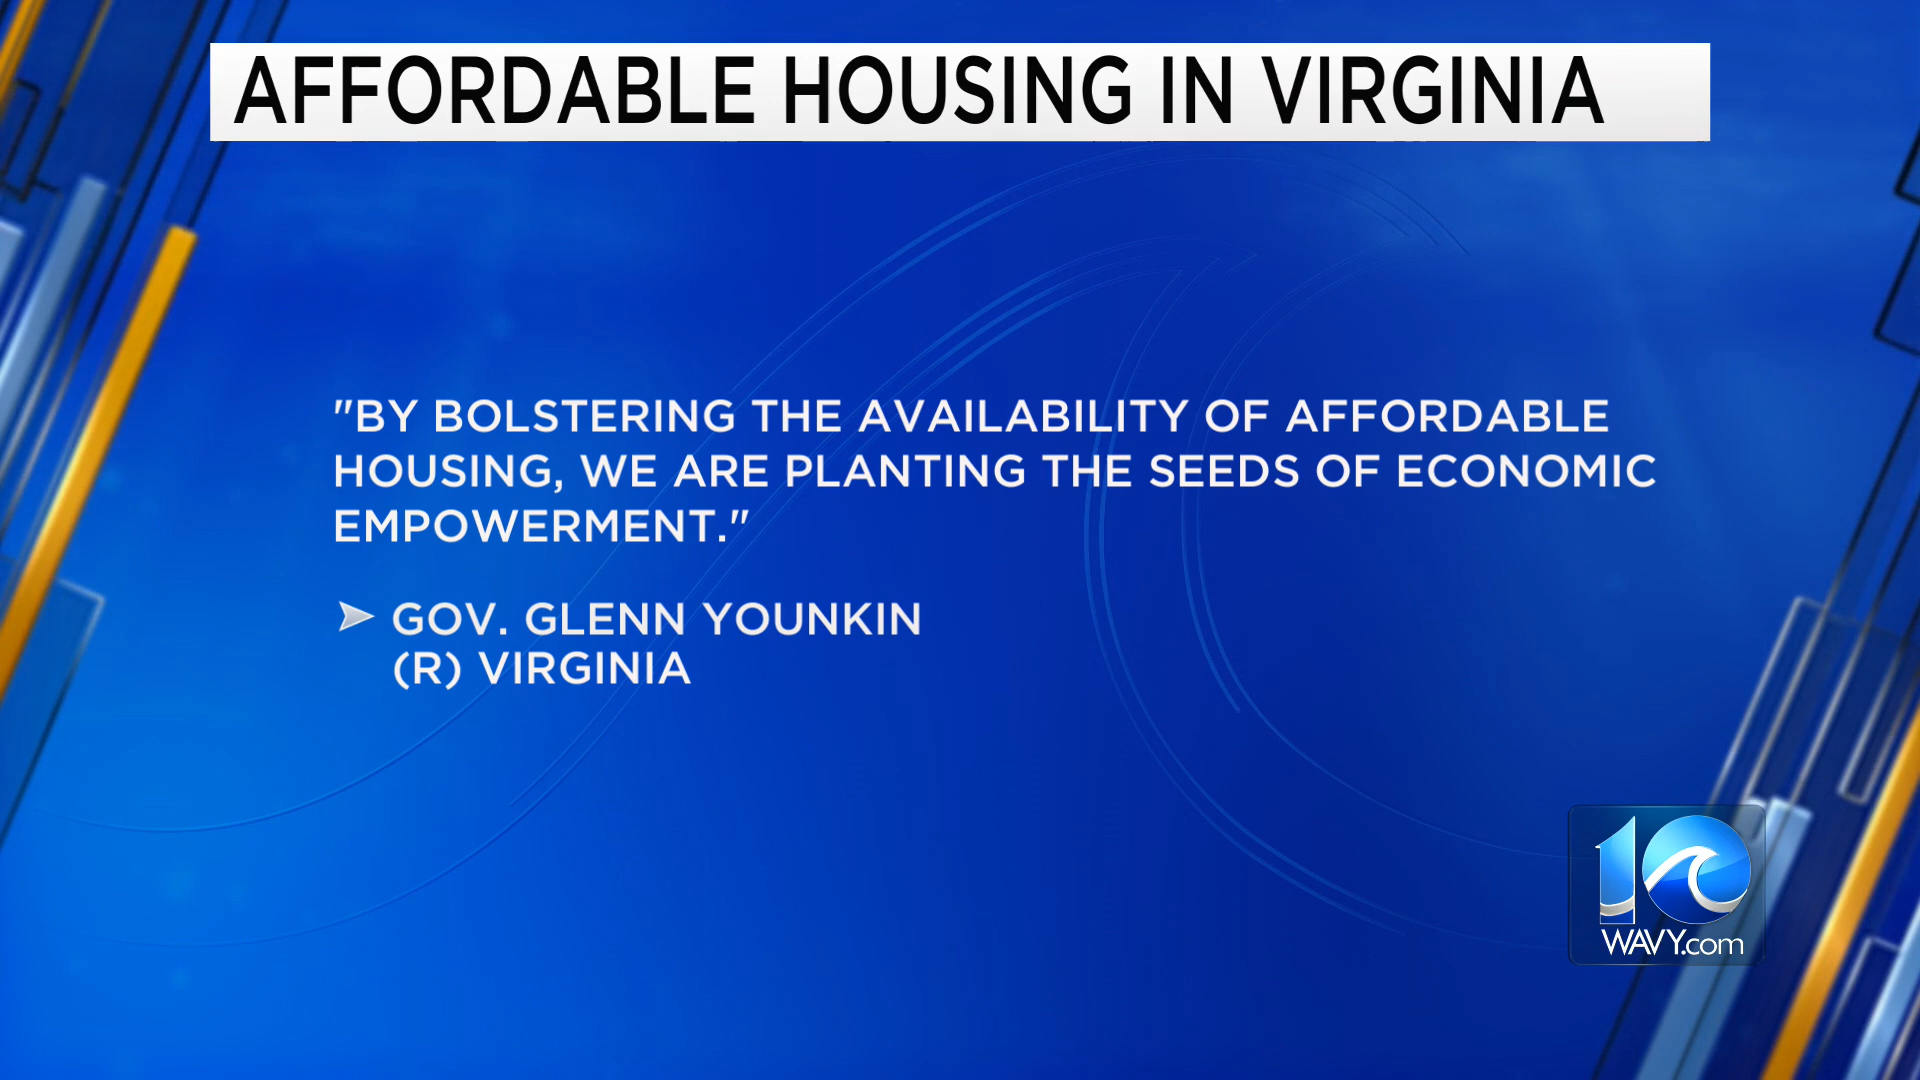 AFFORDABLE HOUSING IN VIRGINIA
"BY BOLSTERING THE AVAILABILITY OF AFFORDABLE
HOUSING, WE ARE PLANTING THE SEEDS OF ECONOMIC
EMPOWERMENT."
➤ GOV. GLENN YOUNKIN
(R) VIRGINIA
10
WAVY.com